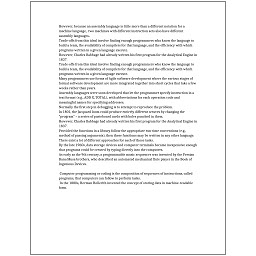 However, because an assembly language is little more than a different notation for a
machine language, two machines with different instruction sets also have different
assembly languages.
Trade-offs from this ideal involve finding enough programmers who know the language to
build a team, the availability of compilers for that language, and the efficiency with which
programs written in a given language execute.
However, Charles Babbage had already written his first program for the Analytical Engine in
1837.
Trade-offs from this ideal involve finding enough programmers who know the language to
build a team, the availability of compilers for that language, and the efficiency with which
programs written in a given language execute.
Many programmers use forms of Agile software development where the various stages of
formal software development are more integrated together into short cycles that take a few
weeks rather than years.
Assembly languages were soon developed that let the programmer specify instruction in a
text format (e.g., ADD X, TOTAL), with abbreviations for each operation code and
meaningful names for specifying addresses.
Normally the first step in debugging is to attempt to reproduce the problem.
In 1801, the Jacquard loom could produce entirely different weaves by changing the
"program" – a series of pasteboard cards with holes punched in them.
However, Charles Babbage had already written his first program for the Analytical Engine in
1837.
Provided the functions in a library follow the appropriate run-time conventions (e.g.,
method of passing arguments), then these functions may be written in any other language.
There exist a lot of different approaches for each of those tasks.
By the late 1960s, data storage devices and computer terminals became inexpensive enough
that programs could be created by typing directly into the computers.
As early as the 9th century, a programmable music sequencer was invented by the Persian
Banu Musa brothers, who described an automated mechanical flute player in the Book of
Ingenious Devices.
Computer programming or coding is the composition of sequences of instructions, called
programs, that computers can follow to perform tasks.
In the 1880s, Herman Hollerith invented the concept of storing data in machine-readable
form.